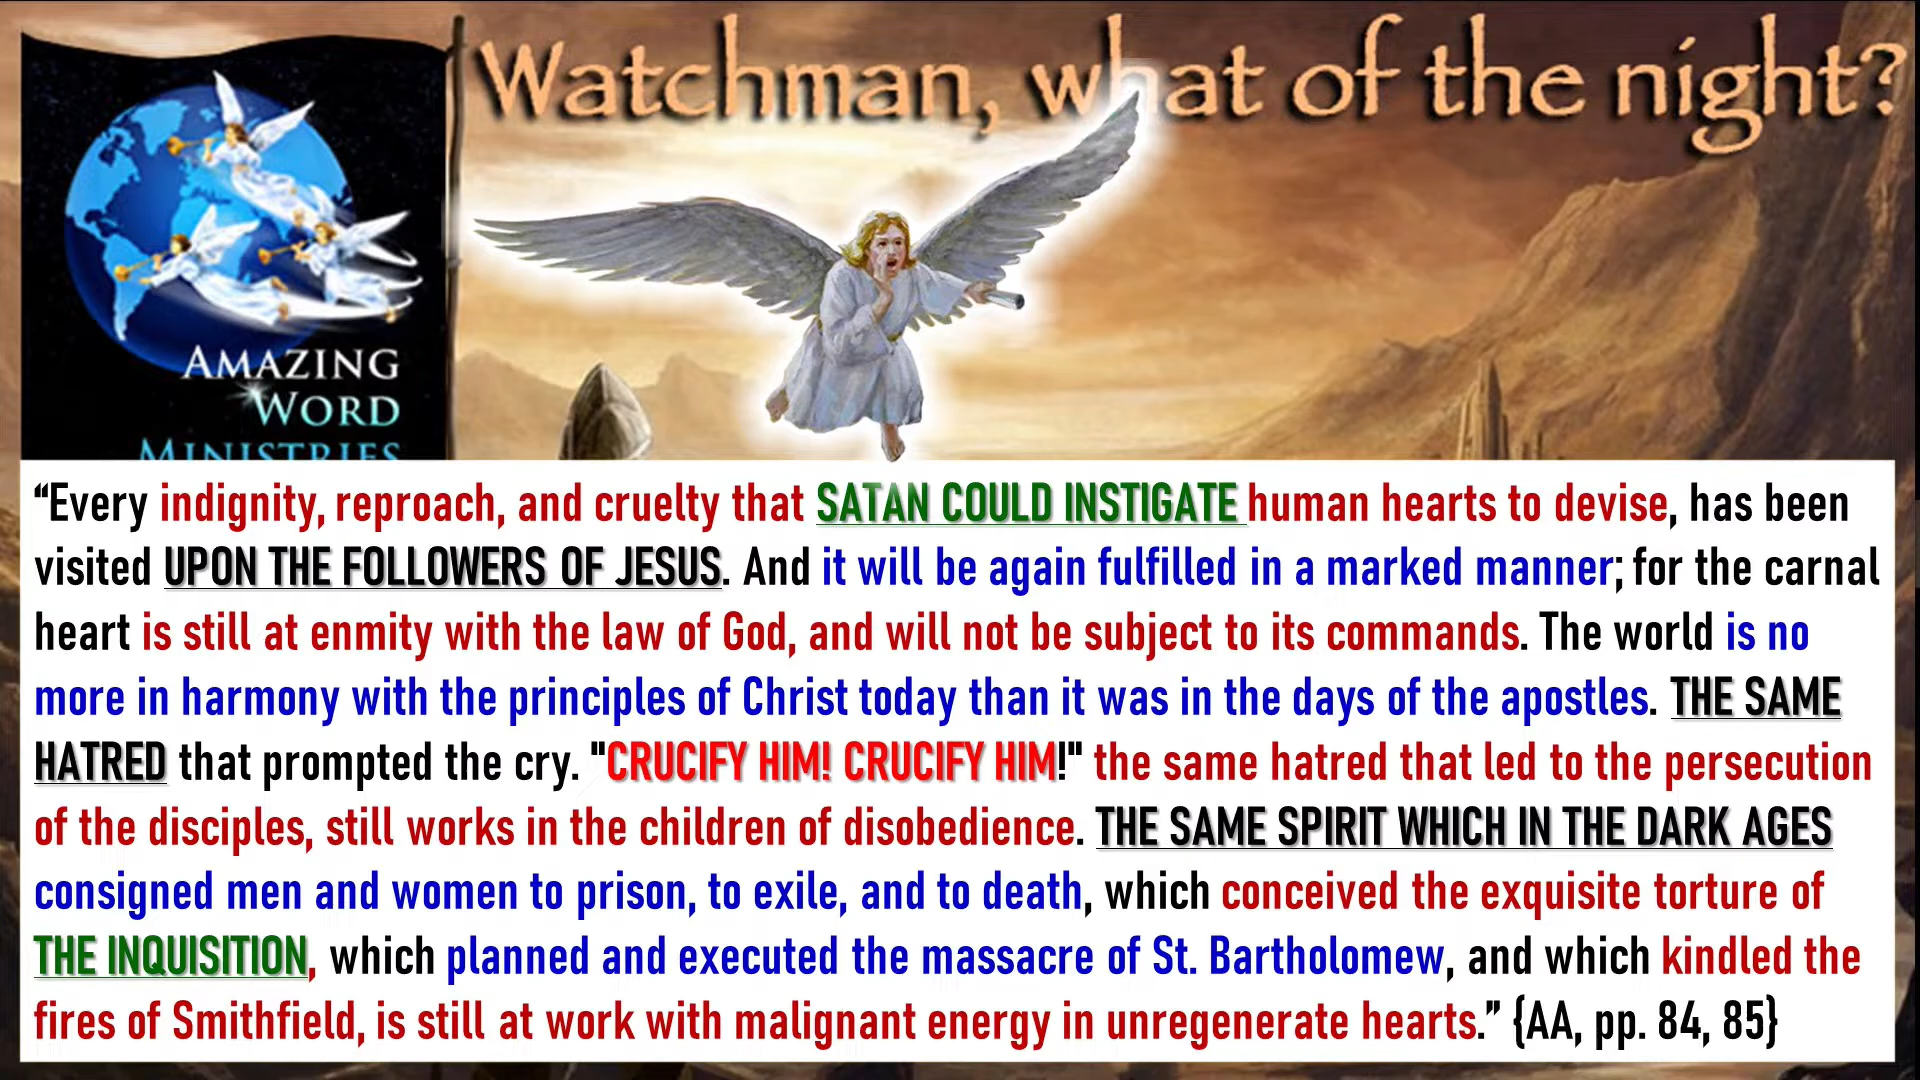 Watchman, what of the night?
AMAZING
WORD
MINISTRIES
“Every indignity, reproach, and cruelty that SATAN COULD INSTIGATE human hearts to devise, has been
visited UPON THE FOLLOWERS OF JESUS. And it will be again fulfilled in a marked manner; for the carnal
heart is still at enmity with the law of God, and will not be subject to its commands. The world is no
more in harmony with the principles of Christ today than it was in the days of the apostles. THE SAME
HATRED that prompted the cry. "CRUCIFY HIM! CRUCIFY HIM!" the same hatred that led to the persecution
of the disciples, still works in the children of disobedience. THE SAME SPIRIT WHICH IN THE DARK AGES
consigned men and women to prison, to exile, and to death, which conceived the exquisite torture of
THE INQUISITION, which planned and executed the massacre of St. Bartholomew, and which kindled the
fires of Smithfield, is still at work with malignant energy in unregenerate hearts.” {AA, pp. 84, 85}